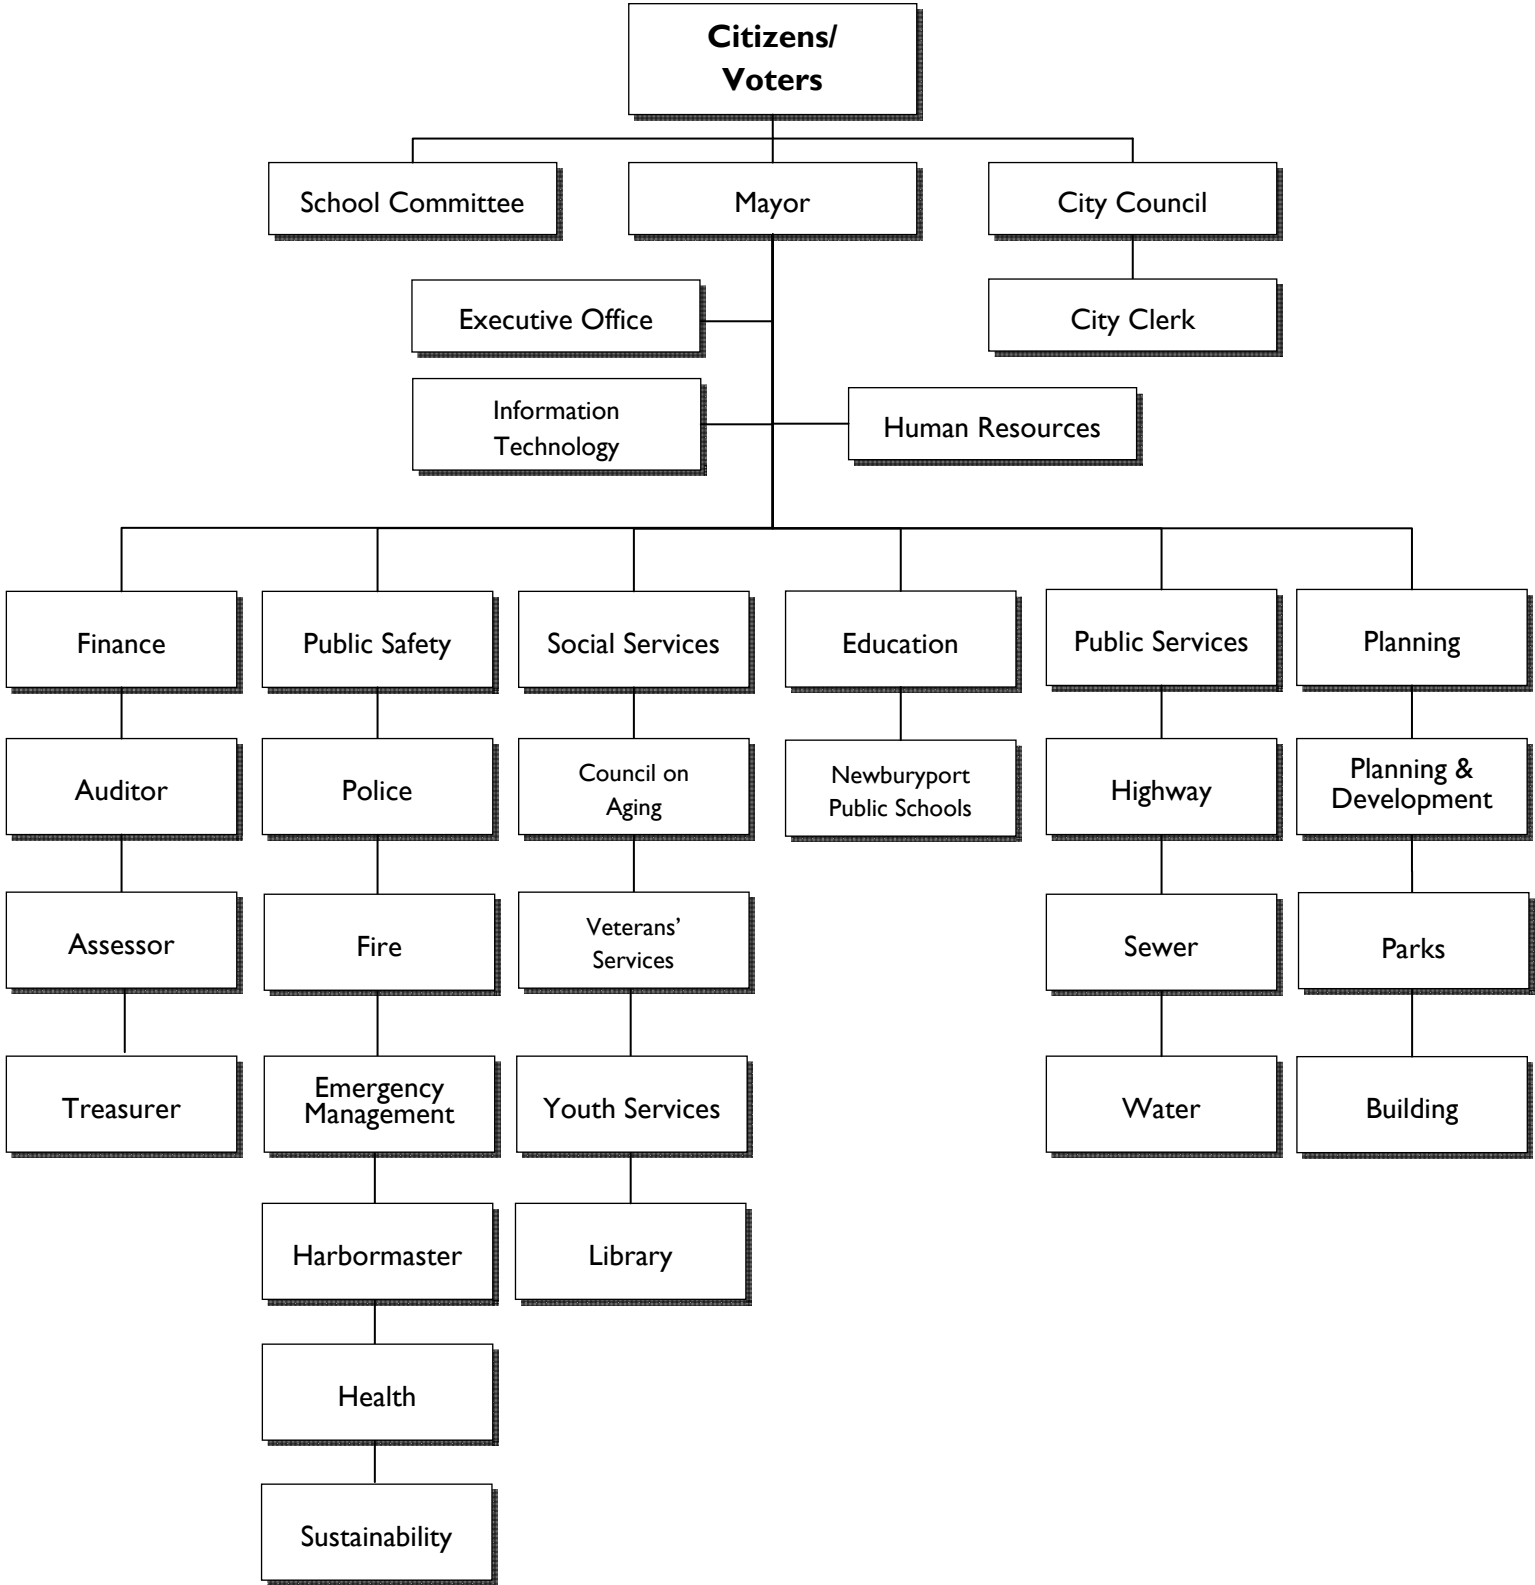 Citizens/
Voters
School Committee
Mayor
City Council
Executive Office
City Clerk
Information
Technology
Human Resources
Finance
Public Safety
Social Services
Education
Public Services
Planning
Auditor
Police
Council on
Aging
Newburyport
Public Schools
Highway
Planning &
Development
Assessor
Fire
Veterans’
Services
Sewer
Parks
Treasurer
Emergency
Management
Youth Services
Water
Building
Harbormaster
Library
Health
Sustainability